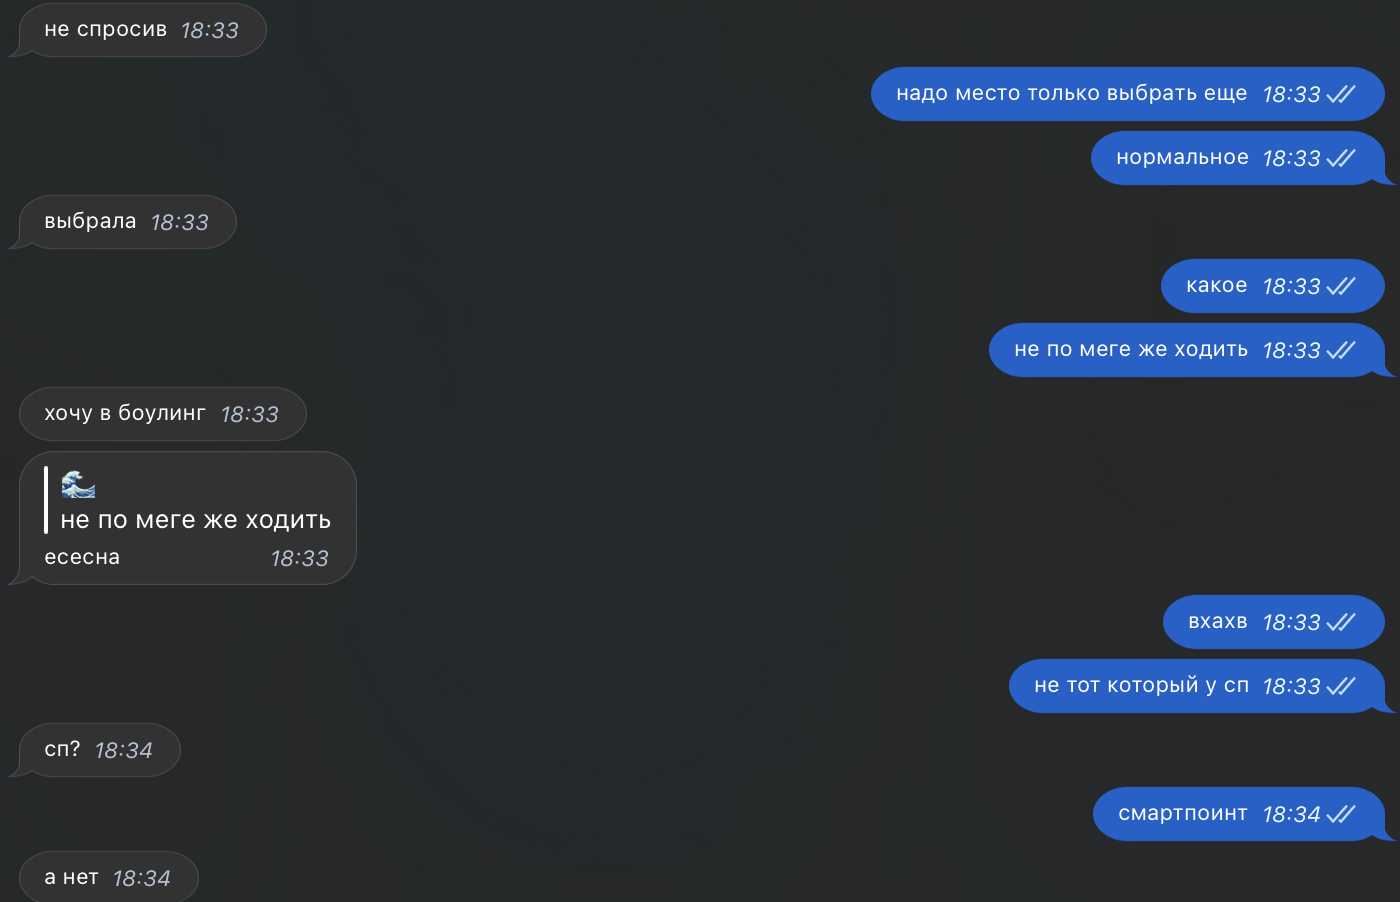 не спросив 18:33
надо место только выбрать еще 18:33
нормальное 18:33
выбрала 18:33
какое 18:33
не по меге же ходить 18:33
хочу в боулинг 18:33
🌊
не по меге же ходить
есесна 18:33
вхахв 18:33
не тот который у сп 18:33
сп? 18:34
смартпоинт 18:34
а нет 18:34